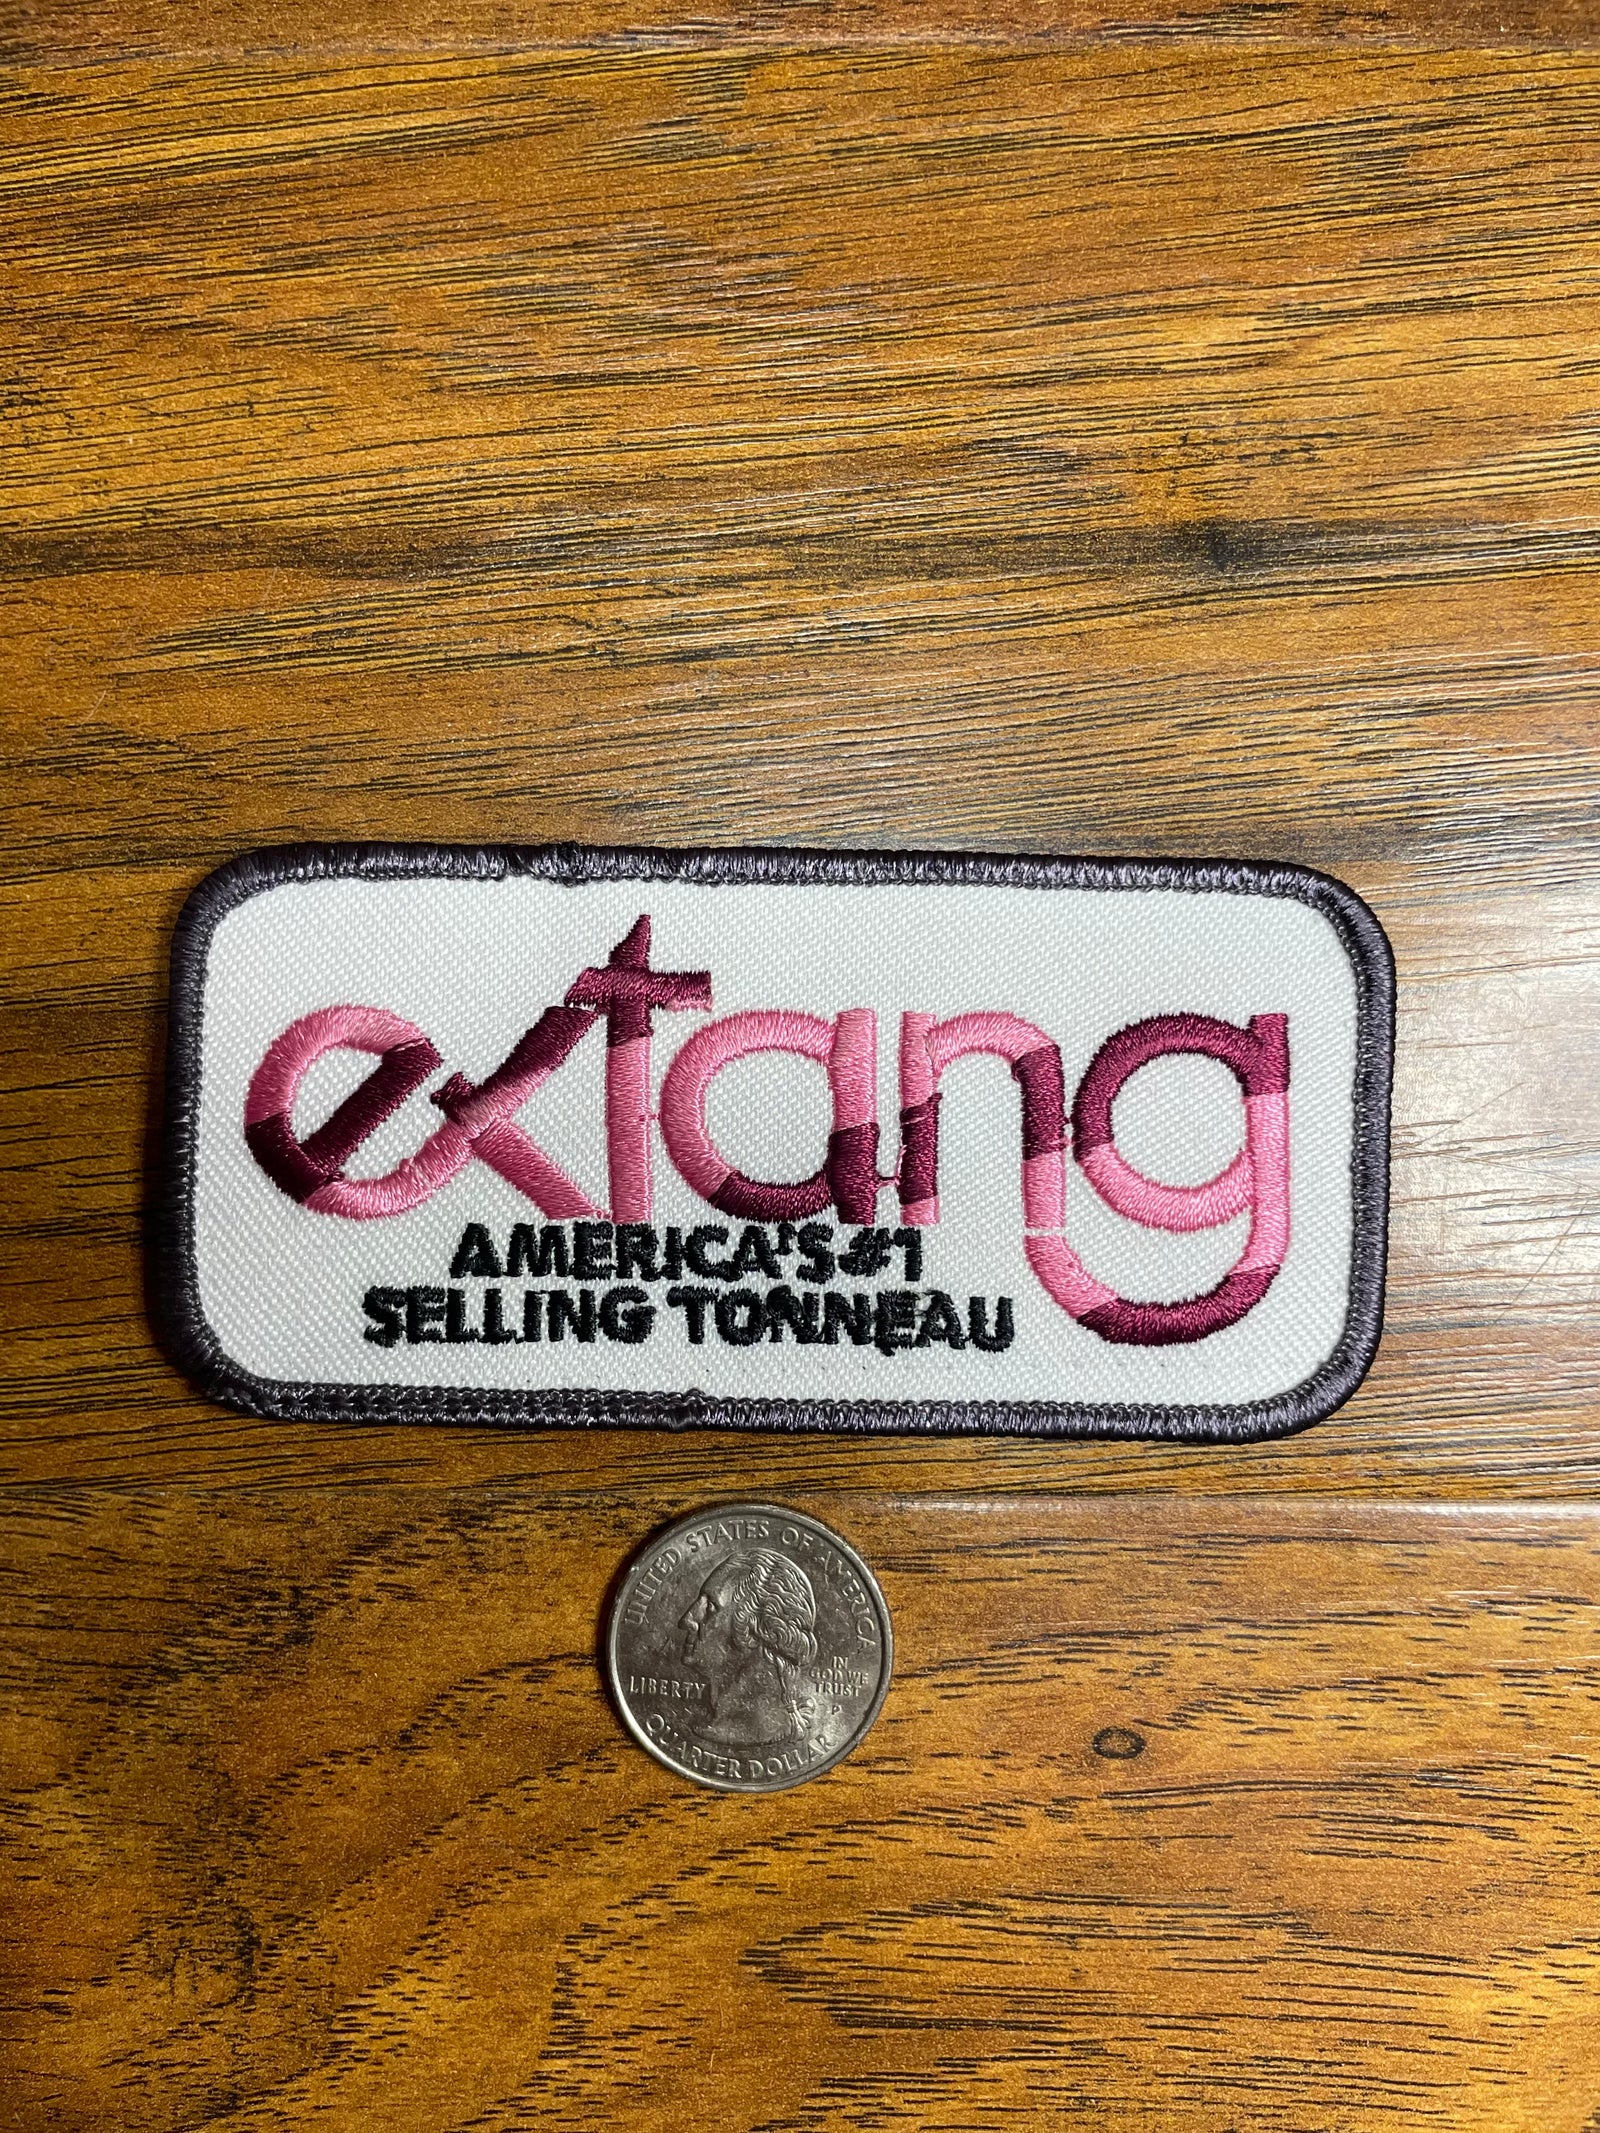 extang
AMERICA'S #1
SELLING TONNEAU
UNITED STATES OF AMERICA
LIBERTY
IN
GOD WE
TRUST
P
QUARTER DOLLAR